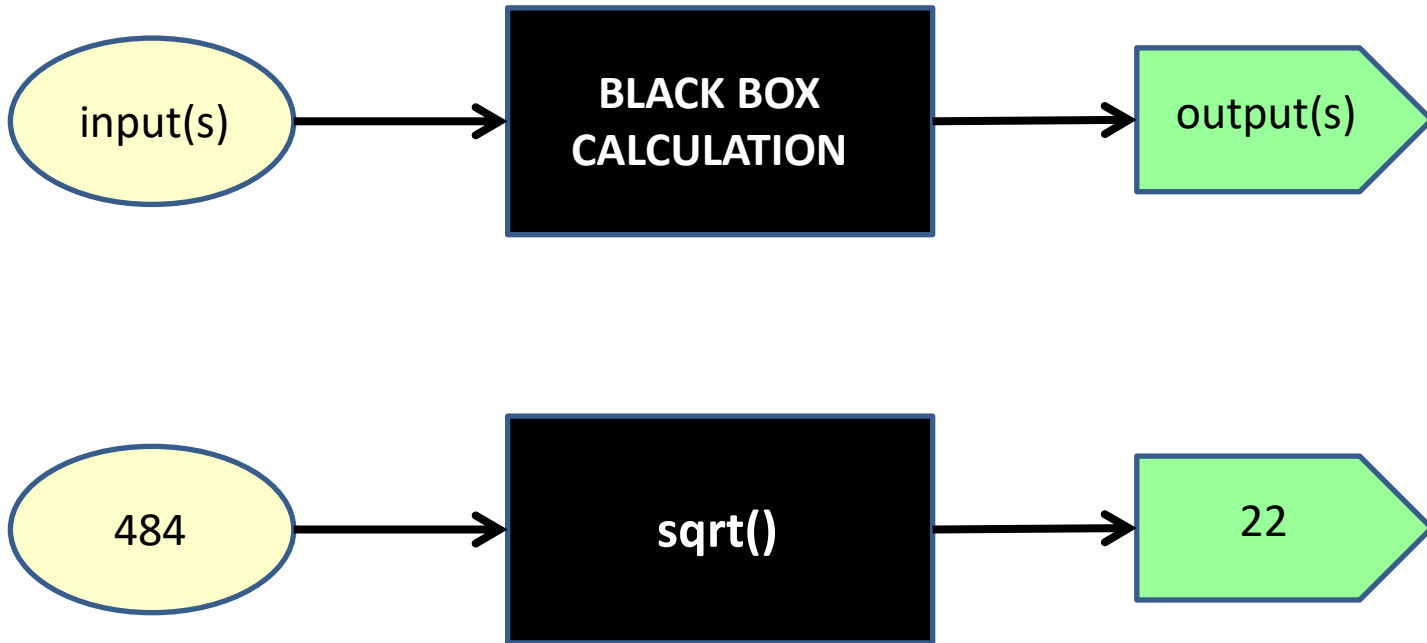 input(s)
BLACK BOX
CALCULATION
output(s)
484
sqrt()
22